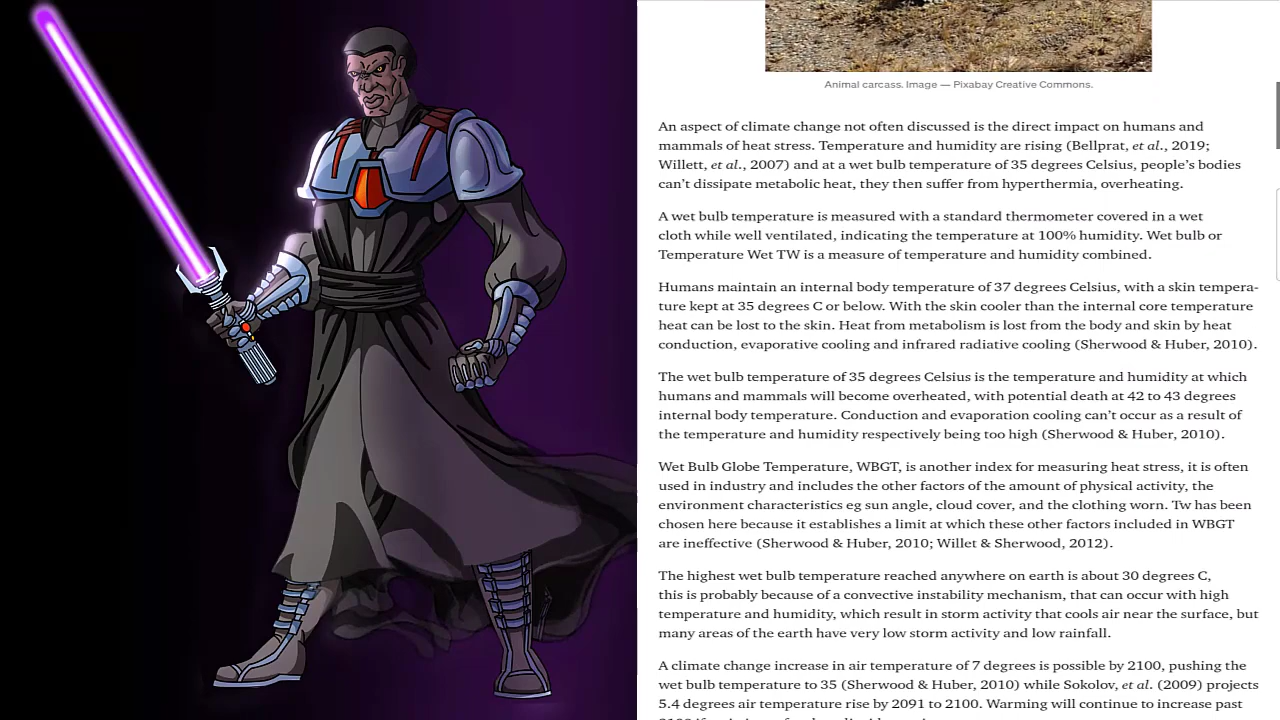 Animal carcass. Image — Pixabay Creative Commons.
An aspect of climate change not often discussed is the direct impact on humans and
mammals of heat stress. Temperature and humidity are rising (Bellprat, et al., 2019;
Willett, et al., 2007) and at a wet bulb temperature of 35 degrees Celsius, people's bodies
can't dissipate metabolic heat, they then suffer from hyperthermia, overheating.
A wet bulb temperature is measured with a standard thermometer covered in a wet
cloth while well ventilated, indicating the temperature at 100% humidity. Wet bulb or
Temperature Wet TW is a measure of temperature and humidity combined.
Humans maintain an internal body temperature of 37 degrees Celsius, with a skin tempera-
ture kept at 35 degrees C or below. With the skin cooler than the internal core temperature
heat can be lost to the skin. Heat from metabolism is lost from the body and skin by heat
conduction, evaporative cooling and infrared radiative cooling (Sherwood & Huber, 2010).
The wet bulb temperature of 35 degrees Celsius is the temperature and humidity at which
humans and mammals will become overheated, with potential death at 42 to 43 degrees
internal body temperature. Conduction and evaporation cooling can't occur as a result of
the temperature and humidity respectively being too high (Sherwood & Huber, 2010).
Wet Bulb Globe Temperature, WBGT, is another index for measuring heat stress, it is often
used in industry and includes the other factors of the amount of physical activity, the
environment characteristics eg sun angle, cloud cover, and the clothing worn. Tw has been
chosen here because it establishes a limit at which these other factors included in WBGT
are ineffective (Sherwood & Huber, 2010; Willet & Sherwood, 2012).
The highest wet bulb temperature reached anywhere on earth is about 30 degrees C,
this is probably because of a convective instability mechanism, that can occur with high
temperature and humidity, which result in storm activity that cools air near the surface, but
many areas of the earth have very low storm activity and low rainfall.
A climate change increase in air temperature of 7 degrees is possible by 2100, pushing the
wet bulb temperature to 35 (Sherwood & Huber, 2010) while Sokolov, et al. (2009) projects
5.4 degrees air temperature rise by 2091 to 2100. Warming will continue to increase past